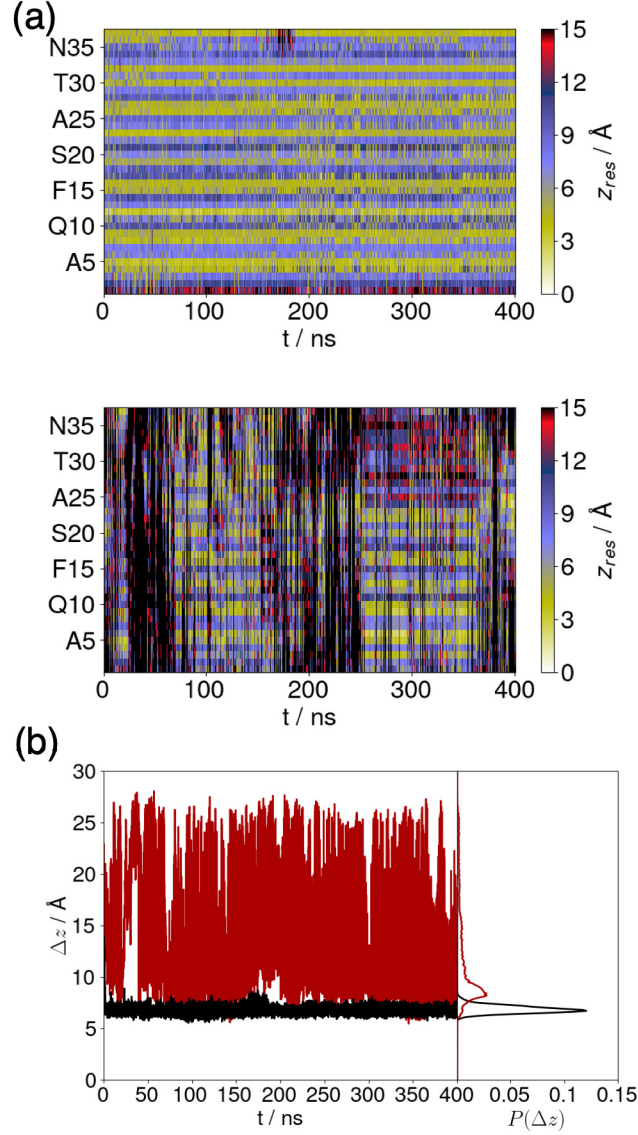 (a)
N35
T30
A25
S20
F15
Q10
A5
0 100 200 300 400
t / ns
15
12
9
6
3
0
z_res / Å
N35
T30
A25
S20
F15
Q10
A5
0 100 200 300 400
t / ns
15
12
9
6
3
0
z_res / Å
(b)
30
25
20
15
10
5
0
Δz / Å
0 50 100 150 200 250 300 350 400 0.05 0.1 0.15
t / ns P(Δz)